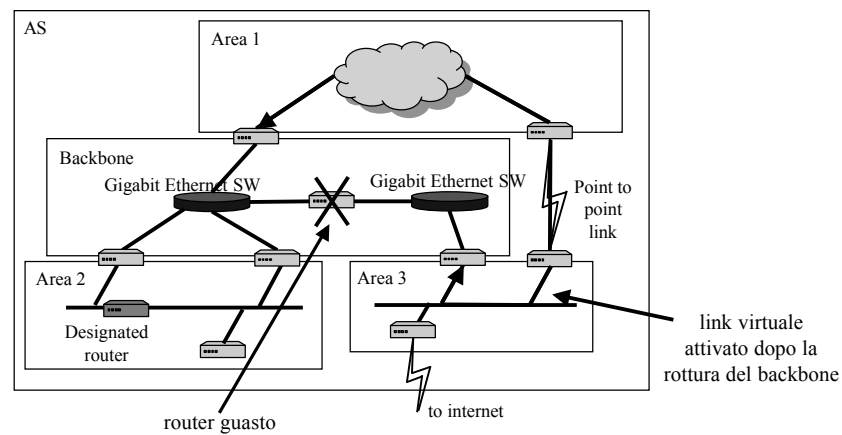 AS
Area 1
Backbone
Gigabit Ethernet SW
Gigabit Ethernet SW
Point to
point
link
Area 2
Area 3
Designated
router
link virtuale
attivato dopo la
rottura del backbone
to internet
router guasto